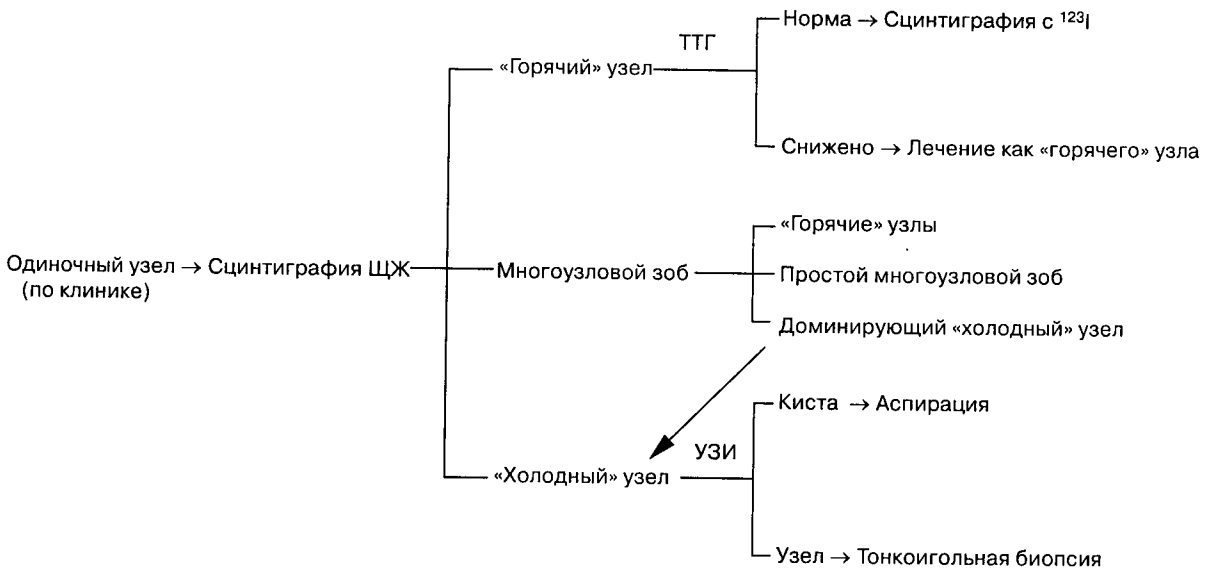 Норма → Сцинтиграфия с ¹²³I
ТТГ
«Горячий» узел
Снижено → Лечение как «горячего» узла
«Горячие» узлы
Одиночный узел → Сцинтиграфия ЩЖ
(по клинике)
Многоузловой зоб
Простой многоузловой зоб
Доминирующий «холодный» узел
Киста → Аспирация
УЗИ
«Холодный» узел
Узел → Тонкоигольная биопсия